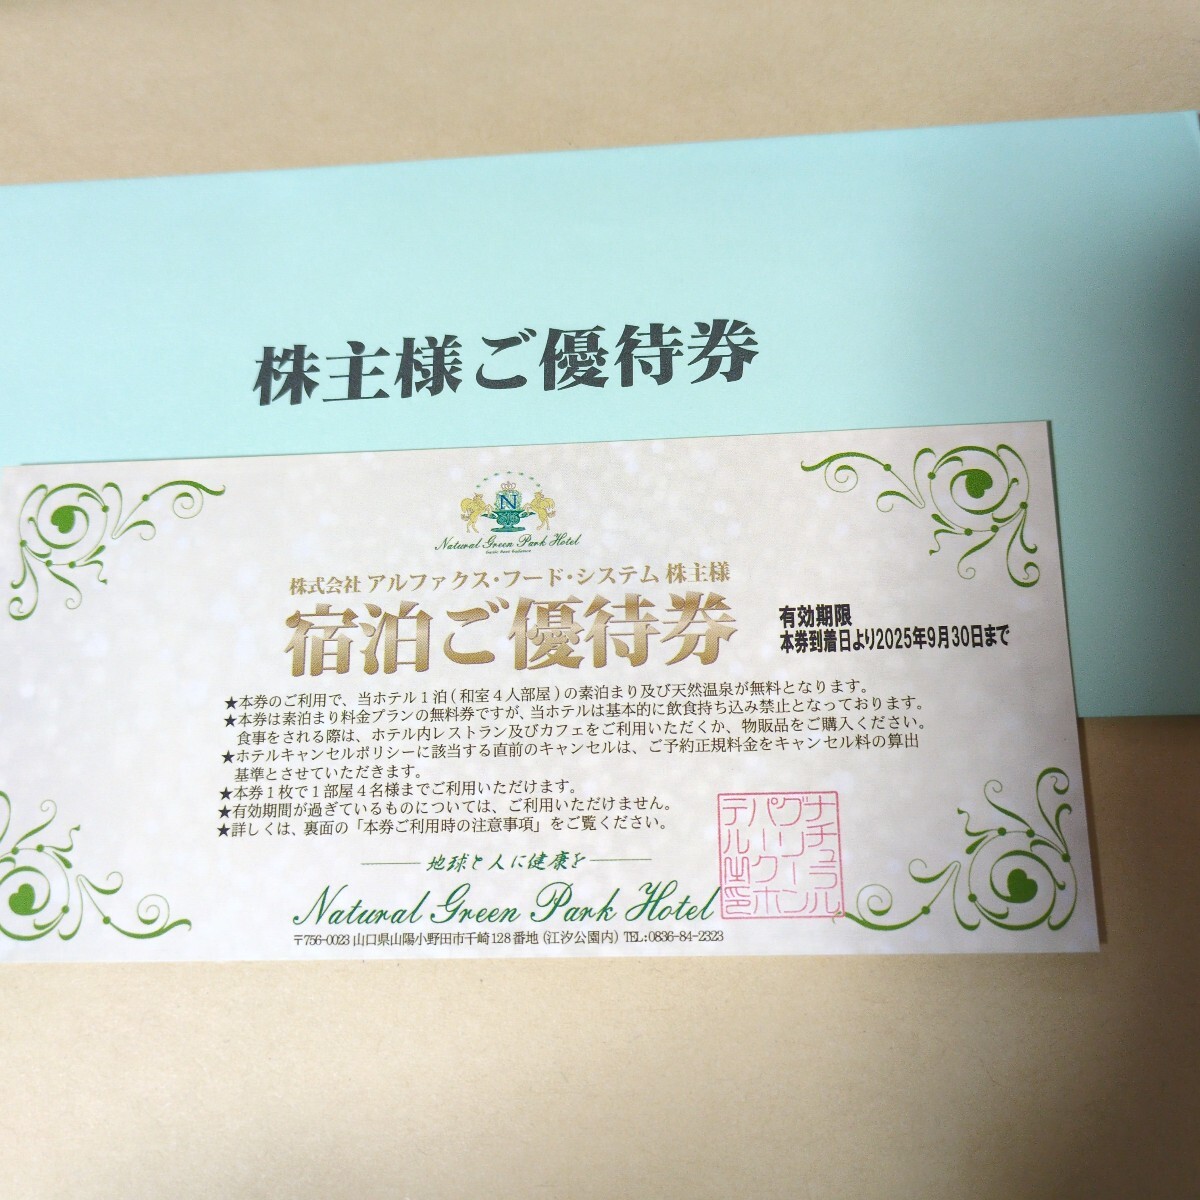 株主様ご優待券
N
Natural Green Park Hotel
株式会社 アルファクス・フード・システム 株主様
宿泊ご優待券
有効期限
本券到着日より2025年9月30日まで
★本券のご利用で、当ホテル1泊(和室4人部屋)の素泊まり及び天然温泉が無料となります。
★本券は素泊まり料金プランの無料券ですが、当ホテルは基本的に飲食持ち込み禁止となっております。
食事をされる際は、ホテル内レストラン及びカフェをご利用いただくか、物販品をご購入ください。
★ホテルキャンセルポリシーに該当する直前のキャンセルは、ご予約正規料金をキャンセル料の算出
基準とさせていただきます。
★本券1枚で1部屋4名様までご利用いただけます。
★有効期間が過ぎているものについては、ご利用いただけません。
★詳しくは、裏面の「本券ご利用時の注意事項」をご覧ください。
地球と人に健康を
Natural Green Park Hotel
〒756-0023 山口県山陽小野田市千崎128番地 (江汐公園内) TEL:0836-84-2323
ナチュラル
グリーン
パークホ
テル之印